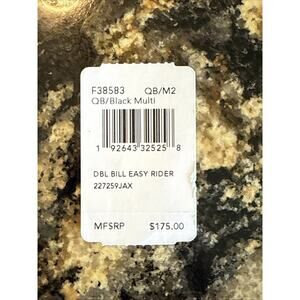 F38583 QB/M2
QB/Black Multi
1 92643 32525 8
DBL BILL EASY RIDER
227259JAX
MFSRP $175.00